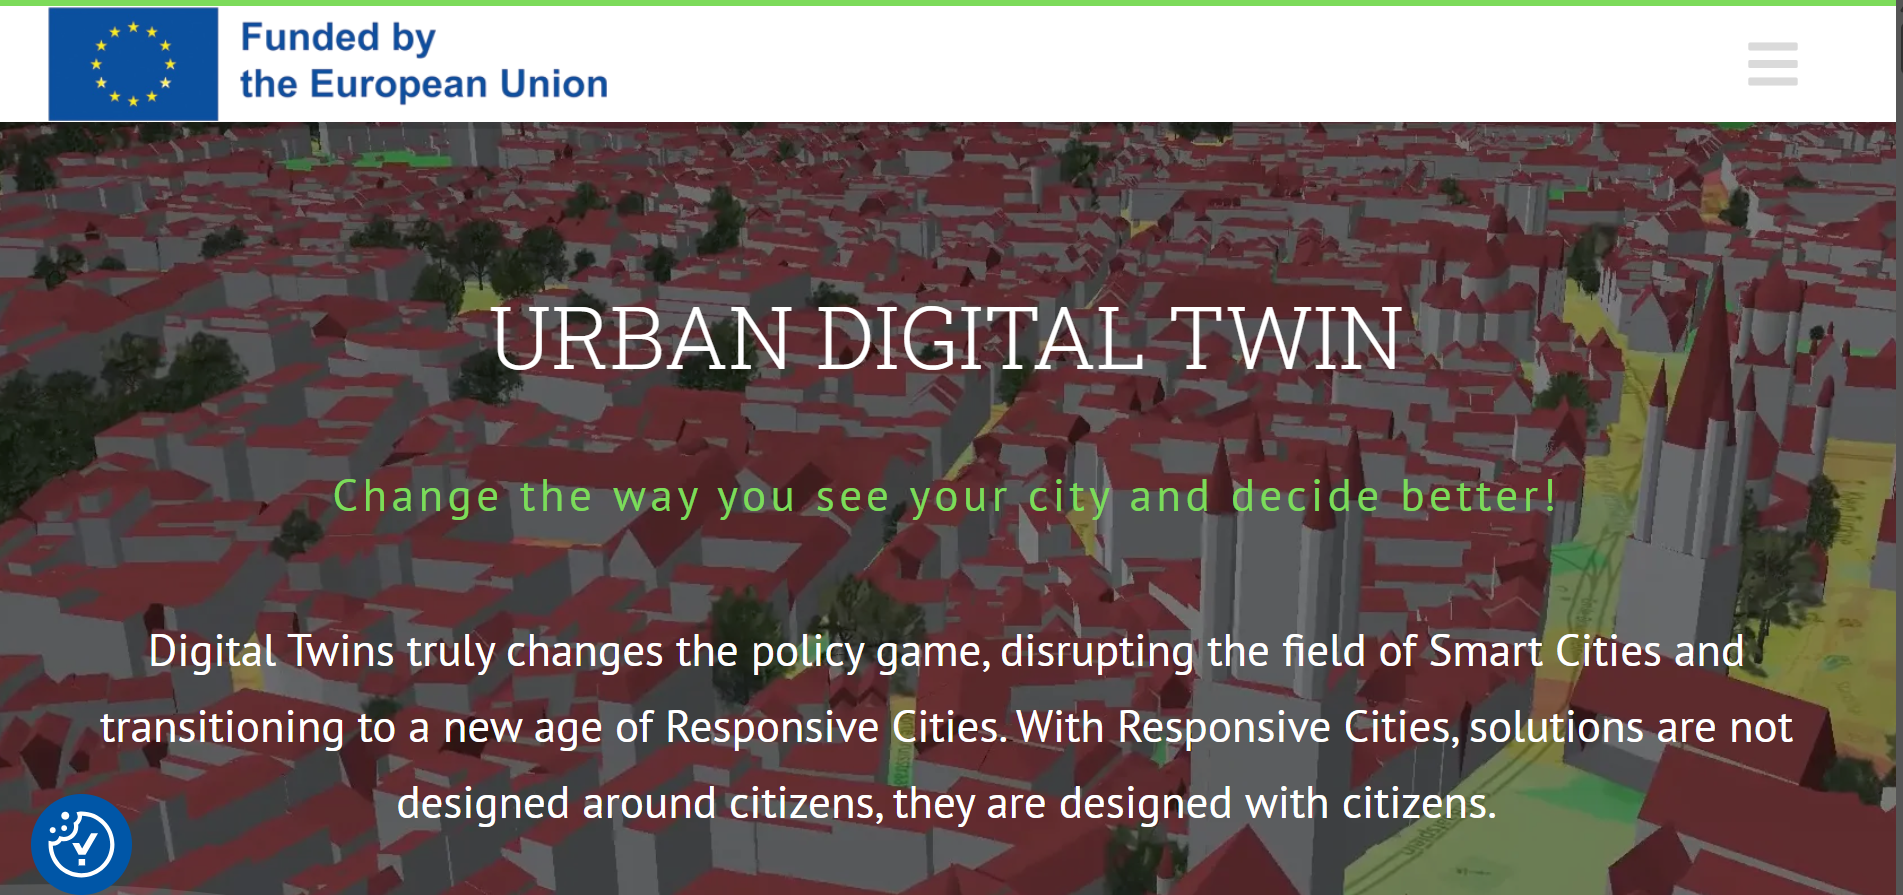 Funded by
the European Union
URBAN DIGITAL TWIN
Change the way you see your city and decide better!
Digital Twins truly changes the policy game, disrupting the field of Smart Cities and
transitioning to a new age of Responsive Cities. With Responsive Cities, solutions are not
designed around citizens, they are designed with citizens.